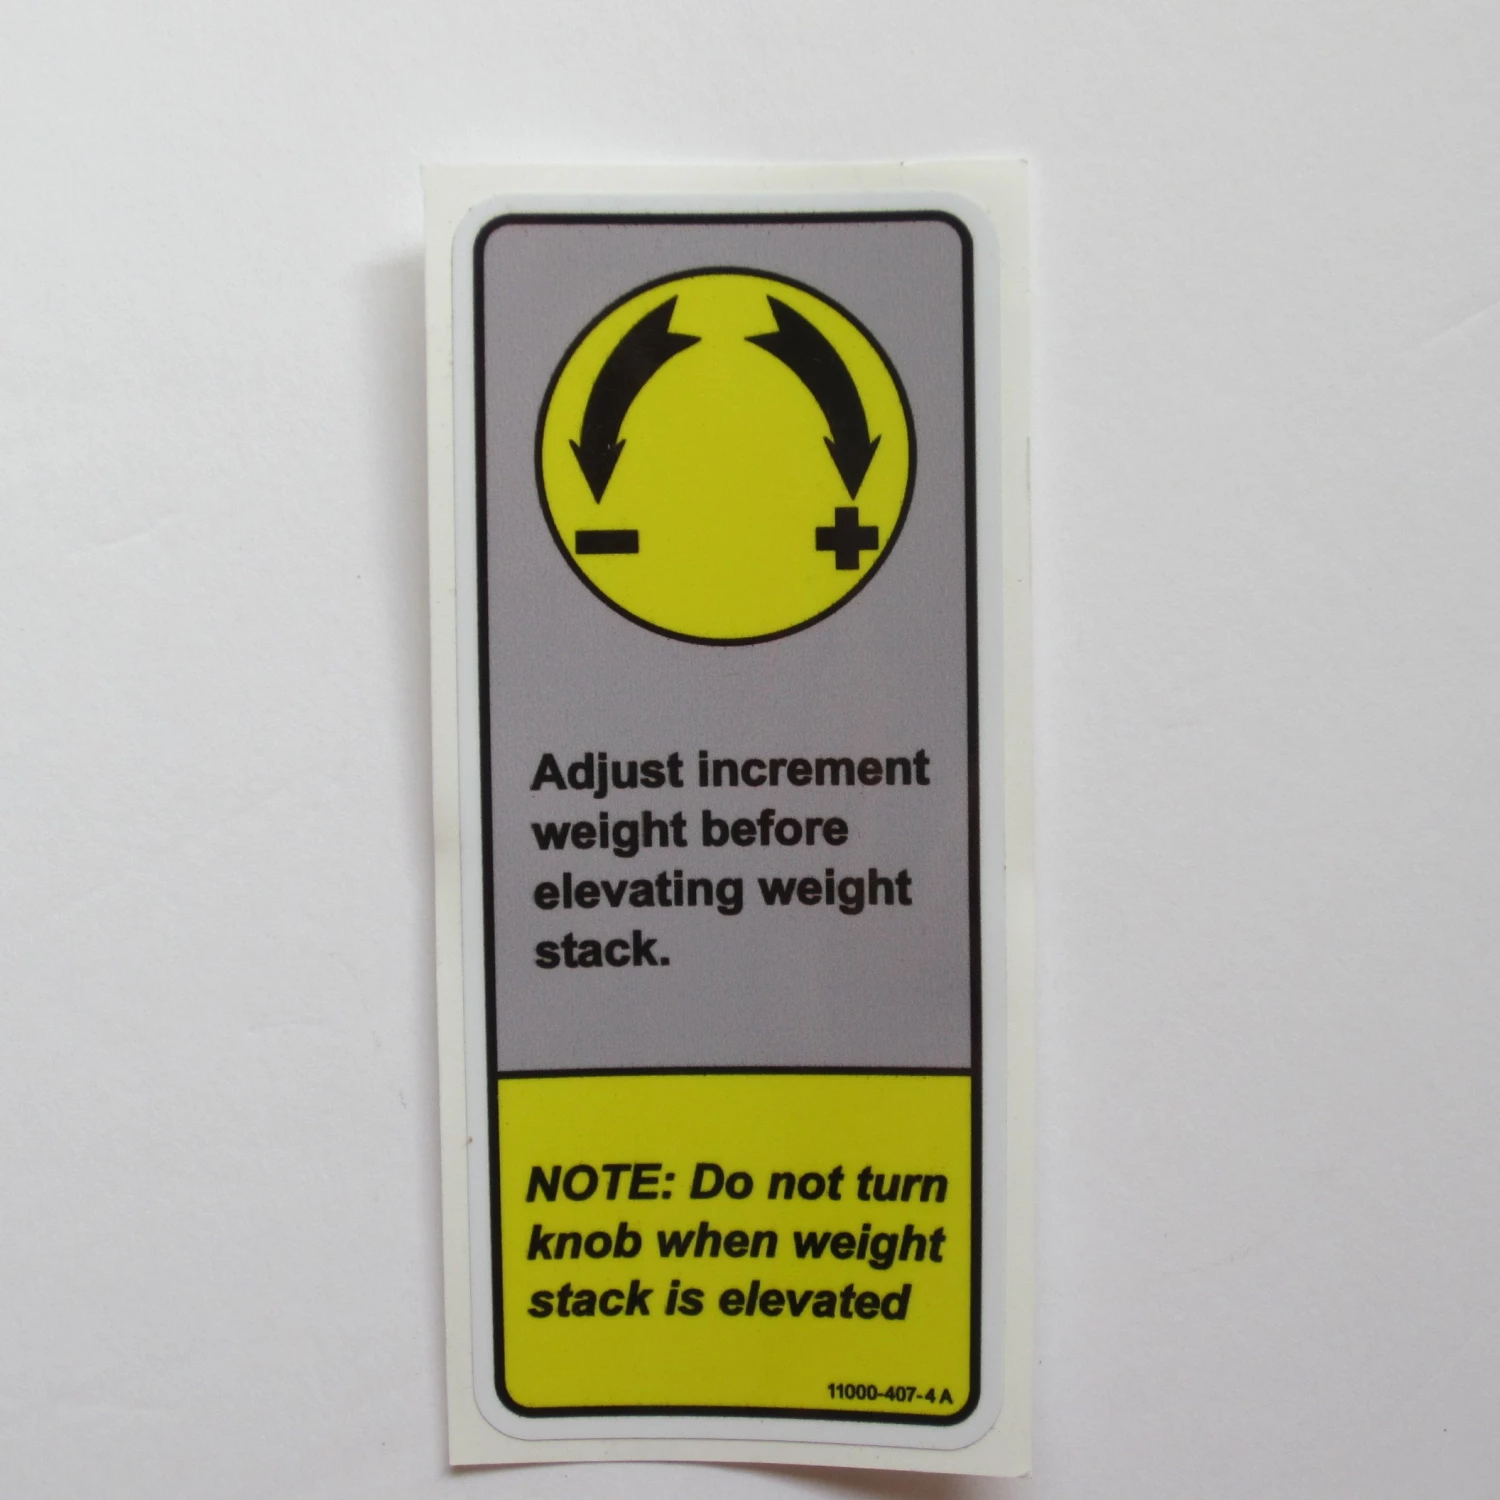 - +
Adjust increment
weight before
elevating weight
stack.
NOTE: Do not turn
knob when weight
stack is elevated
11000-407-4 A